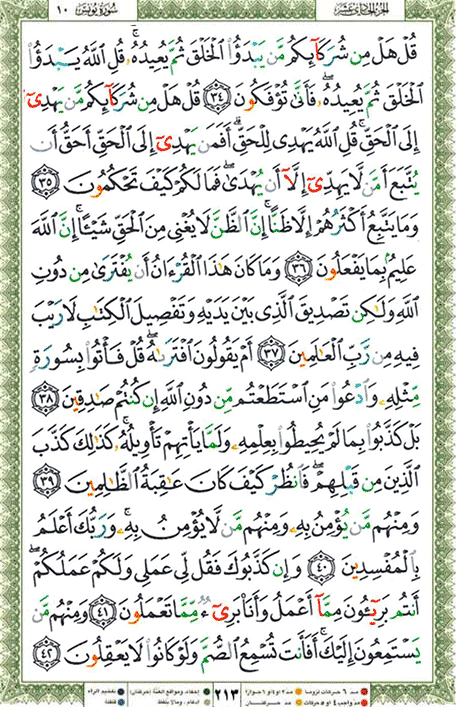 الجزء الحادي عشر سورة يونس ١٠
قُلْ هَلْ مِن شُرَكَآئِكُم مَّن يَبْدَؤُا۟ ٱلْخَلْقَ ثُمَّ يُعِيدُهُۥ ۚ قُلِ ٱللَّهُ يَبْدَؤُا۟
ٱلْخَلْقَ ثُمَّ يُعِيدُهُۥ ۖ فَأَنَّىٰ تُؤْفَكُونَ ٣٤ قُلْ هَلْ مِن شُرَكَآئِكُم مَّن يَهْدِىٓ
إِلَى ٱلْحَقِّ ۚ قُلِ ٱللَّهُ يَهْدِى لِلْحَقِّ ۗ أَفَمَن يَهْدِىٓ إِلَى ٱلْحَقِّ أَحَقُّ أَن
يُتَّبَعَ أَمَّن لَّا يَهِدِّىٓ إِلَّآ أَن يُهْدَىٰ ۖ فَمَا لَكُمْ كَيْفَ تَحْكُمُونَ ٣٥
وَمَا يَتَّبِعُ أَكْثَرُهُمْ إِلَّا ظَنًّا ۚ إِنَّ ٱلظَّنَّ لَا يُغْنِى مِنَ ٱلْحَقِّ شَيْـًٔا ۚ إِنَّ ٱللَّهَ
عَلِيمٌۢ بِمَا يَفْعَلُونَ ٣٦ وَمَا كَانَ هَـٰذَا ٱلْقُرْءَانُ أَن يُفْتَرَىٰ مِن دُونِ
ٱللَّهِ وَلَـٰكِن تَصْدِيقَ ٱلَّذِى بَيْنَ يَدَيْهِ وَتَفْصِيلَ ٱلْكِتَـٰبِ لَا رَيْبَ
فِيهِ مِن رَّبِّ ٱلْعَـٰلَمِينَ ٣٧ أَمْ يَقُولُونَ ٱفْتَرَىٰهُ ۖ قُلْ فَأْتُوا۟ بِسُورَةٍ
مِّثْلِهِۦ وَٱدْعُوا۟ مَنِ ٱسْتَطَعْتُم مِّن دُونِ ٱللَّهِ إِن كُنتُمْ صَـٰدِقِينَ ٣٨
بَلْ كَذَّبُوا۟ بِمَا لَمْ يُحِيطُوا۟ بِعِلْمِهِۦ وَلَمَّا يَأْتِهِمْ تَأْوِيلُهُۥ ۚ كَذَٰلِكَ كَذَّبَ
ٱلَّذِينَ مِن قَبْلِهِمْ ۖ فَٱنظُرْ كَيْفَ كَانَ عَـٰقِبَةُ ٱلظَّـٰلِمِينَ ٣٩
وَمِنْهُم مَّن يُؤْمِنُ بِهِۦ وَمِنْهُم مَّن لَّا يُؤْمِنُ بِهِۦ ۚ وَرَبُّكَ أَعْلَمُ
بِٱلْمُفْسِدِينَ ٤٠ وَإِن كَذَّبُوكَ فَقُل لِّى عَمَلِى وَلَكُمْ عَمَلُكُمْ ۖ
أَنتُم بَرِيٓـُٔونَ مِمَّآ أَعْمَلُ وَأَنَا۠ بَرِىٓءٌ مِّمَّا تَعْمَلُونَ ٤١ وَمِنْهُم مَّن
يَسْتَمِعُونَ إِلَيْكَ ۚ أَفَأَنتَ تُسْمِعُ ٱلصُّمَّ وَلَوْ كَانُوا۟ لَا يَعْقِلُونَ ٤٢
٢١٣